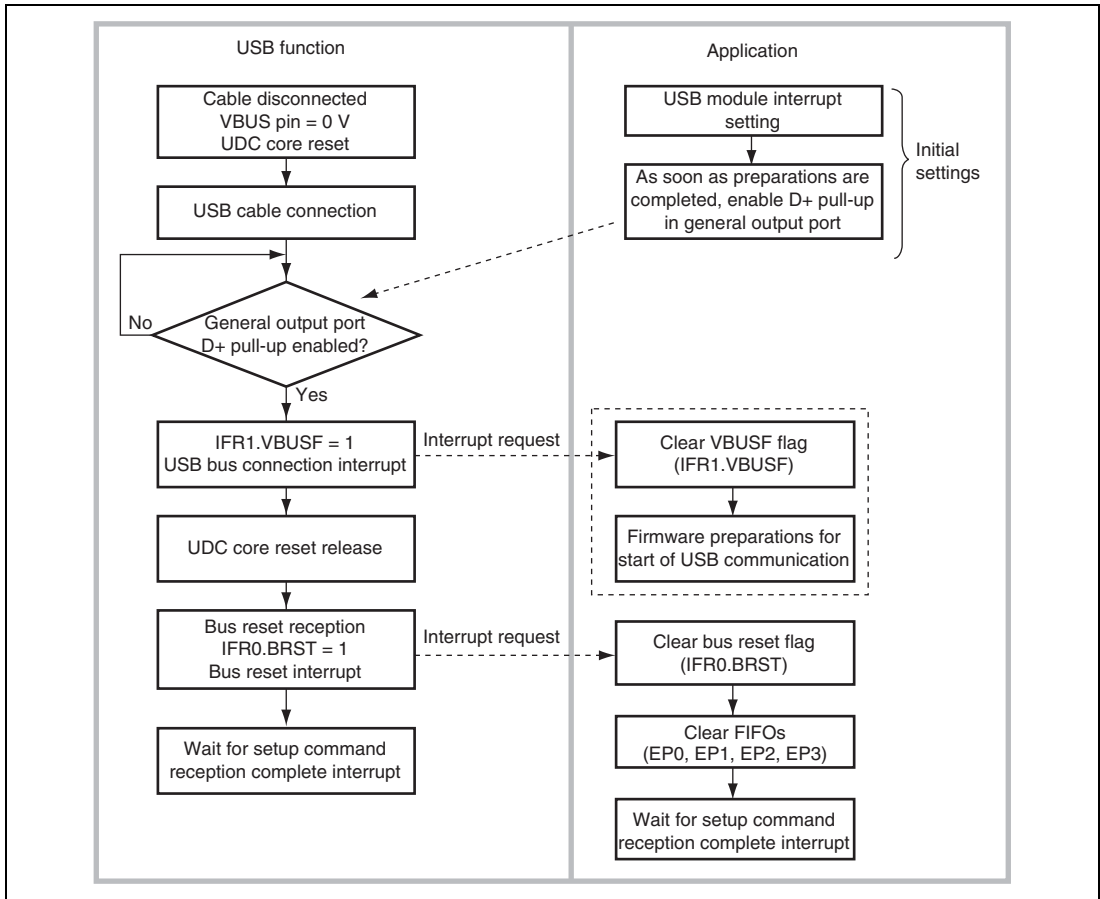 USB function
Cable disconnected
VBUS pin = 0 V
UDC core reset
USB cable connection
No
General output port
D+ pull-up enabled?
Yes
IFR1.VBUSF = 1
USB bus connection interrupt
Interrupt request
UDC core reset release
Bus reset reception
IFR0.BRST = 1
Bus reset interrupt
Interrupt request
Wait for setup command
reception complete interrupt
Application
USB module interrupt
setting
As soon as preparations are
completed, enable D+ pull-up
in general output port
Initial
settings
Clear VBUSF flag
(IFR1.VBUSF)
Firmware preparations for
start of USB communication
Clear bus reset flag
(IFR0.BRST)
Clear FIFOs
(EP0, EP1, EP2, EP3)
Wait for setup command
reception complete interrupt